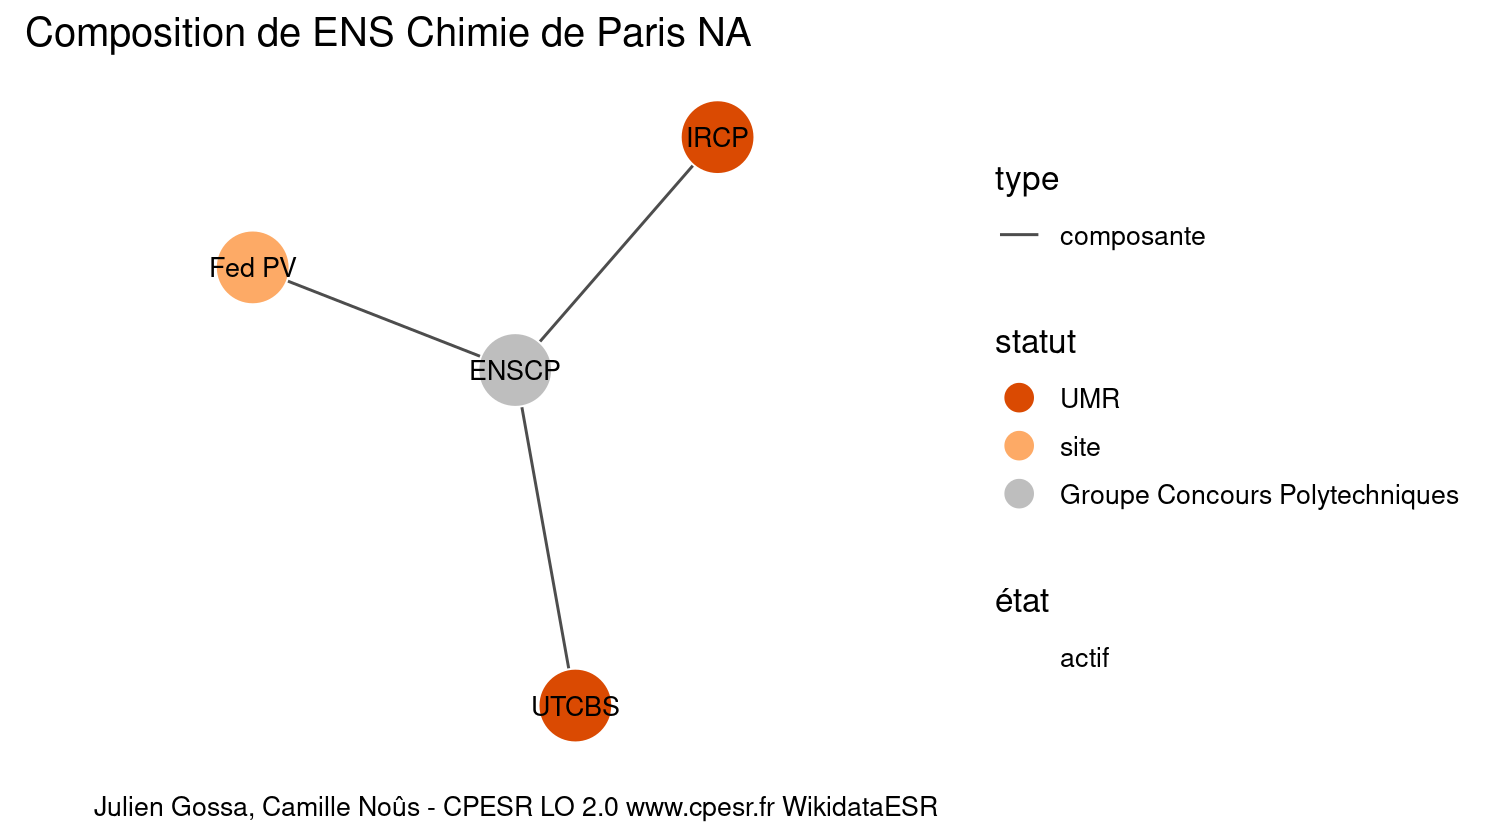 Composition de ENS Chimie de Paris NA
IRCP
Fed PV
ENSCP
UTCBS
type
composante
statut
UMR
site
Groupe Concours Polytechniques
état
actif
Julien Gossa, Camille Noûs - CPESR LO 2.0 www.cpesr.fr WikidataESR